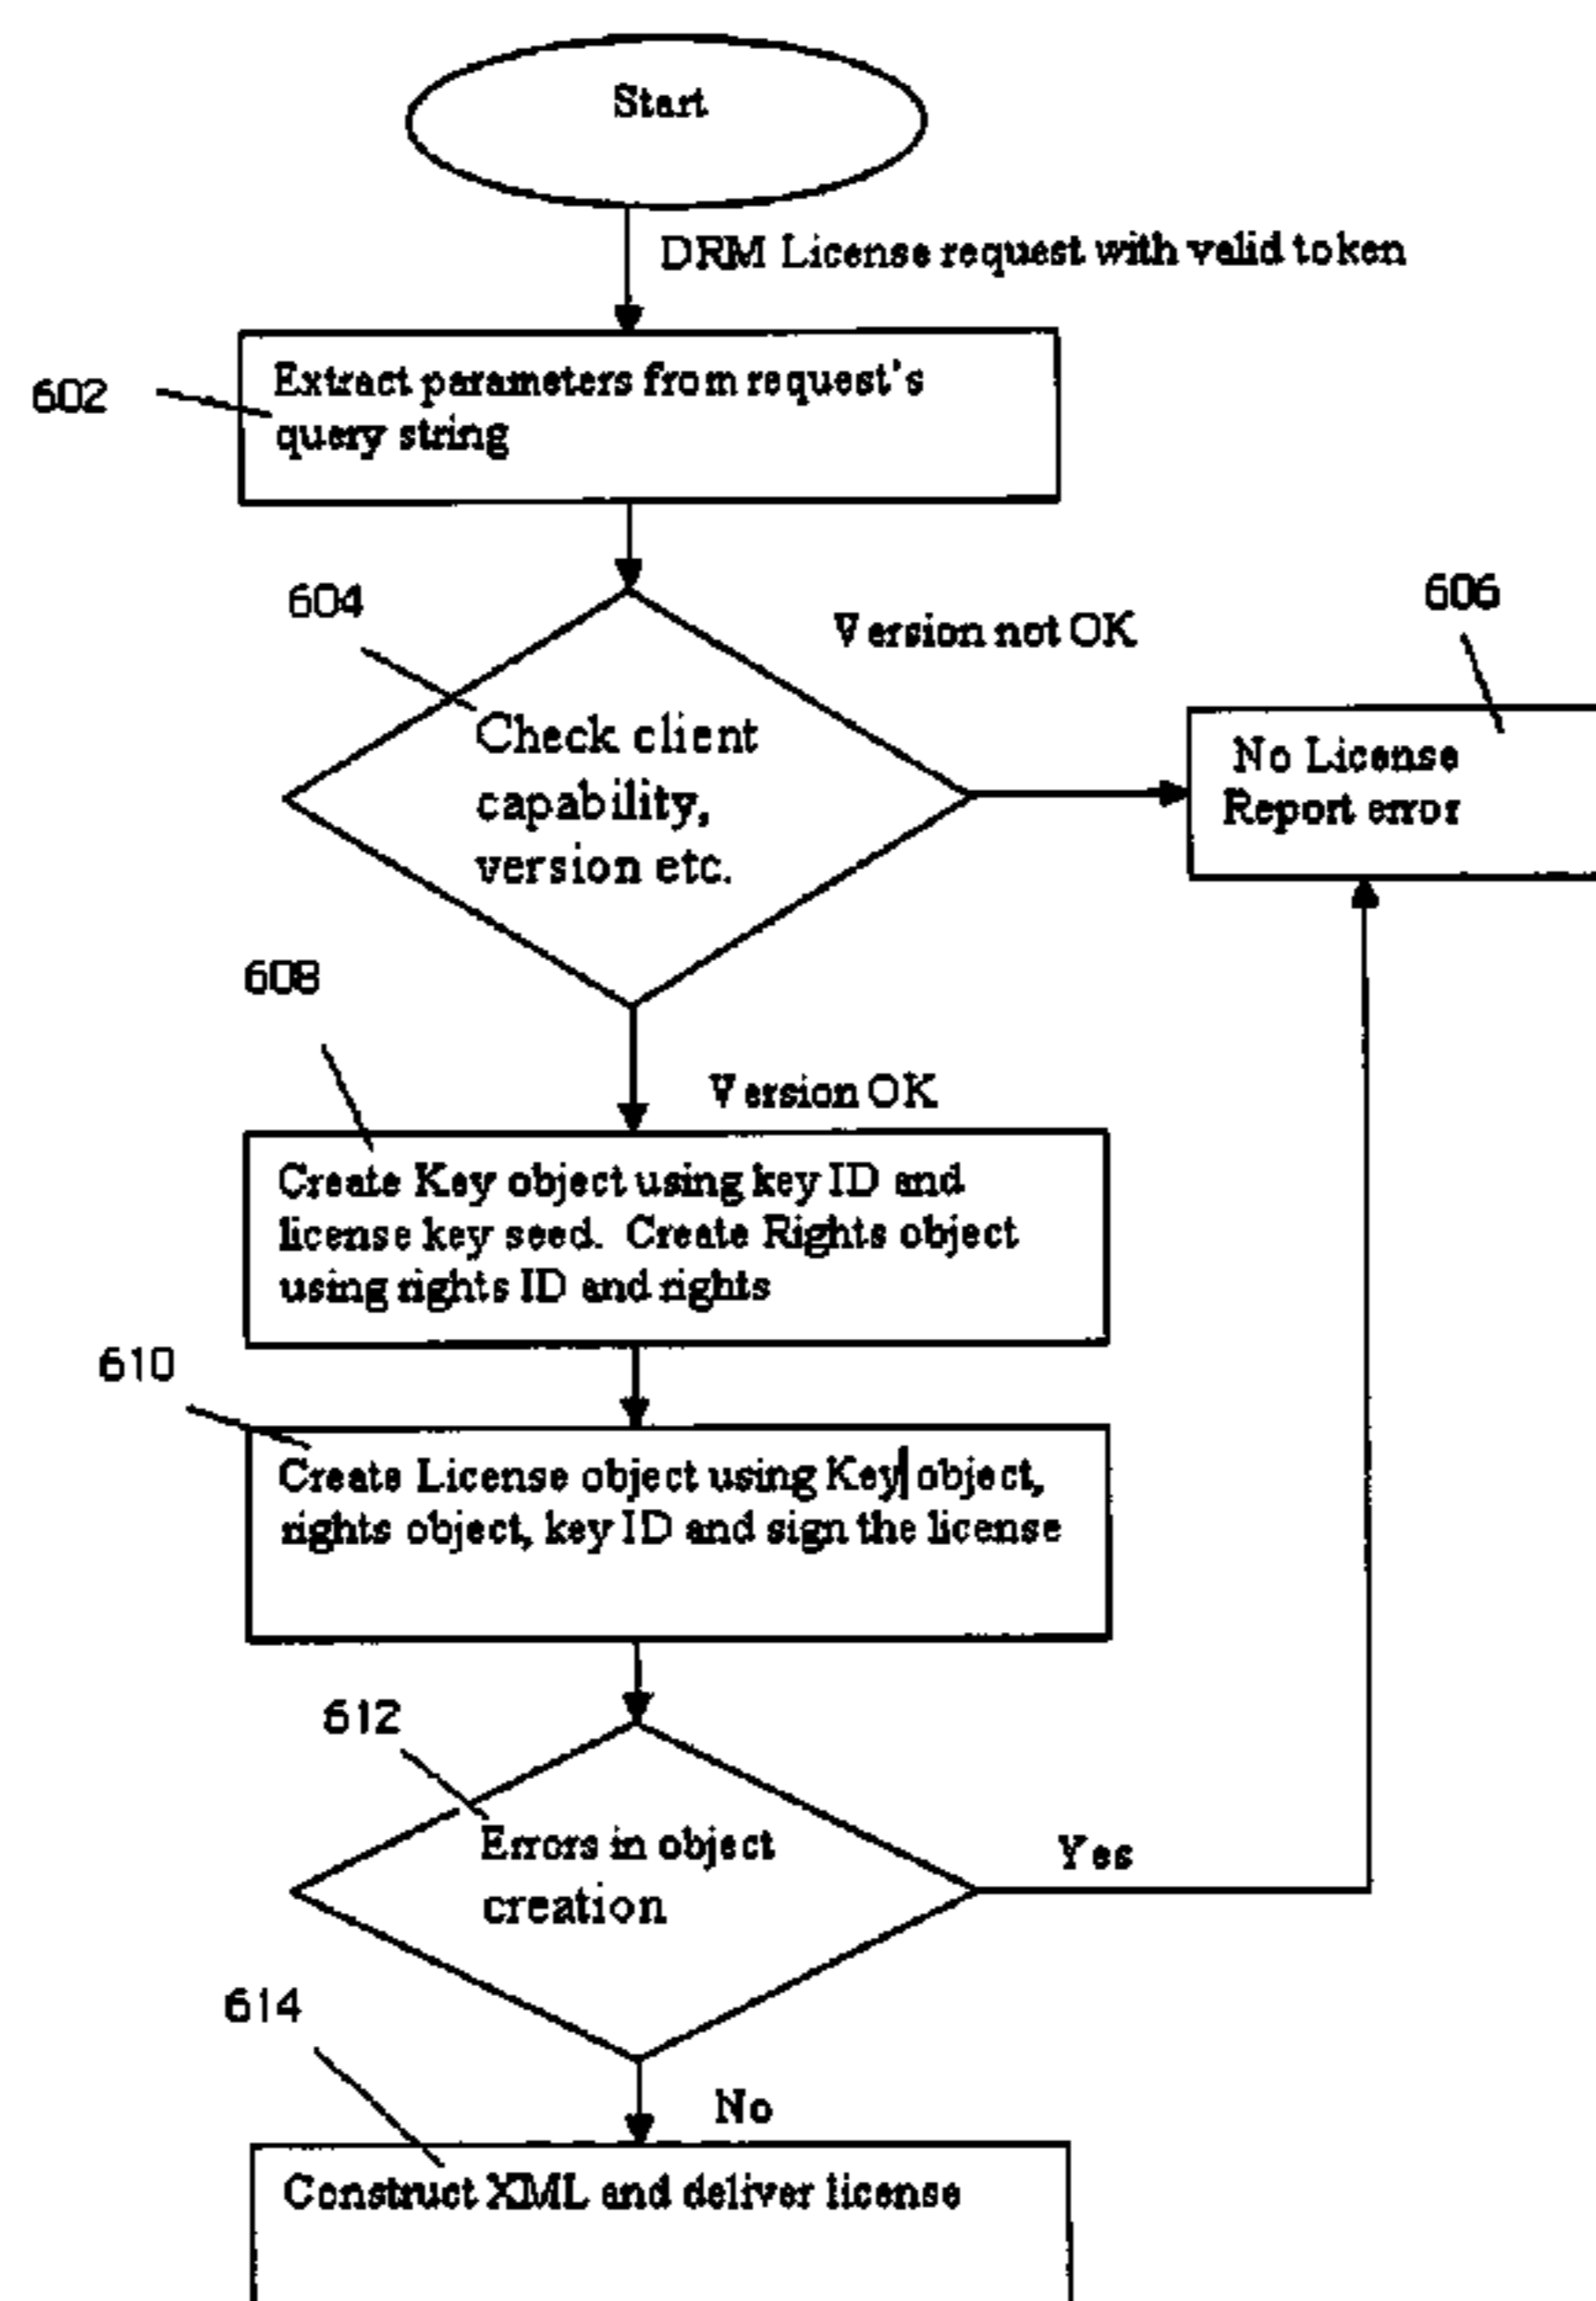 Start
DRM License request with valid token
602
Extract parameters from request's
query string
604
Version not OK
606
Check client
capability,
version etc.
No License
Report error
608
Version OK
Create Key object using key ID and
license key seed. Create Rights object
using rights ID and rights
610
Create License object using Key object,
rights object, key ID and sign the license
612
Errors in object
creation
Yes
614
No
Construct XML and deliver license